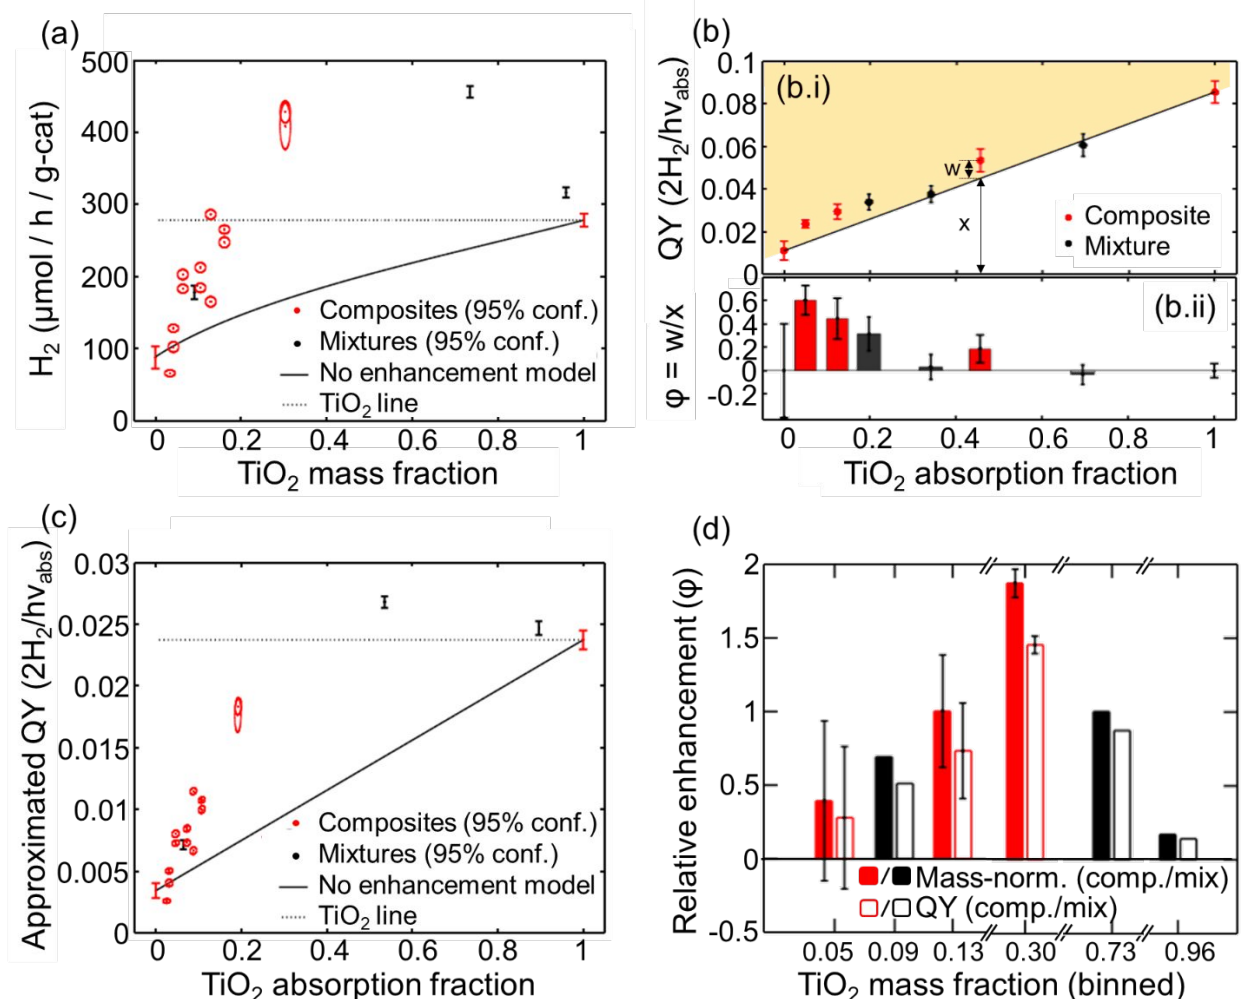 (a)
H₂ (µmol / h / g-cat)
500
400
300
200
100
0
Composites (95% conf.)
Mixtures (95% conf.)
No enhancement model
TiO₂ line
0 0.2 0.4 0.6 0.8 1
TiO₂ mass fraction
(b)
(b.i)
QY (2H₂/hv_abs)
0.1
0.08
0.06
0.04
0.02
0
w
x
Composite
Mixture
(b.ii)
φ = w/x
0.6
0.4
0.2
0
-0.2
0 0.2 0.4 0.6 0.8 1
TiO₂ absorption fraction
(c)
Approximated QY (2H₂/hv_abs)
0.03
0.025
0.02
0.015
0.01
0.005
0
Composites (95% conf.)
Mixtures (95% conf.)
No enhancement model
TiO₂ line
0 0.2 0.4 0.6 0.8 1
TiO₂ absorption fraction
(d)
Relative enhancement (φ)
2
1.5
1
0.5
0
-0.5
/ Mass-norm. (comp./mix)
/ QY (comp./mix)
0.05 0.09 0.13 0.30 0.73 0.96
TiO₂ mass fraction (binned)